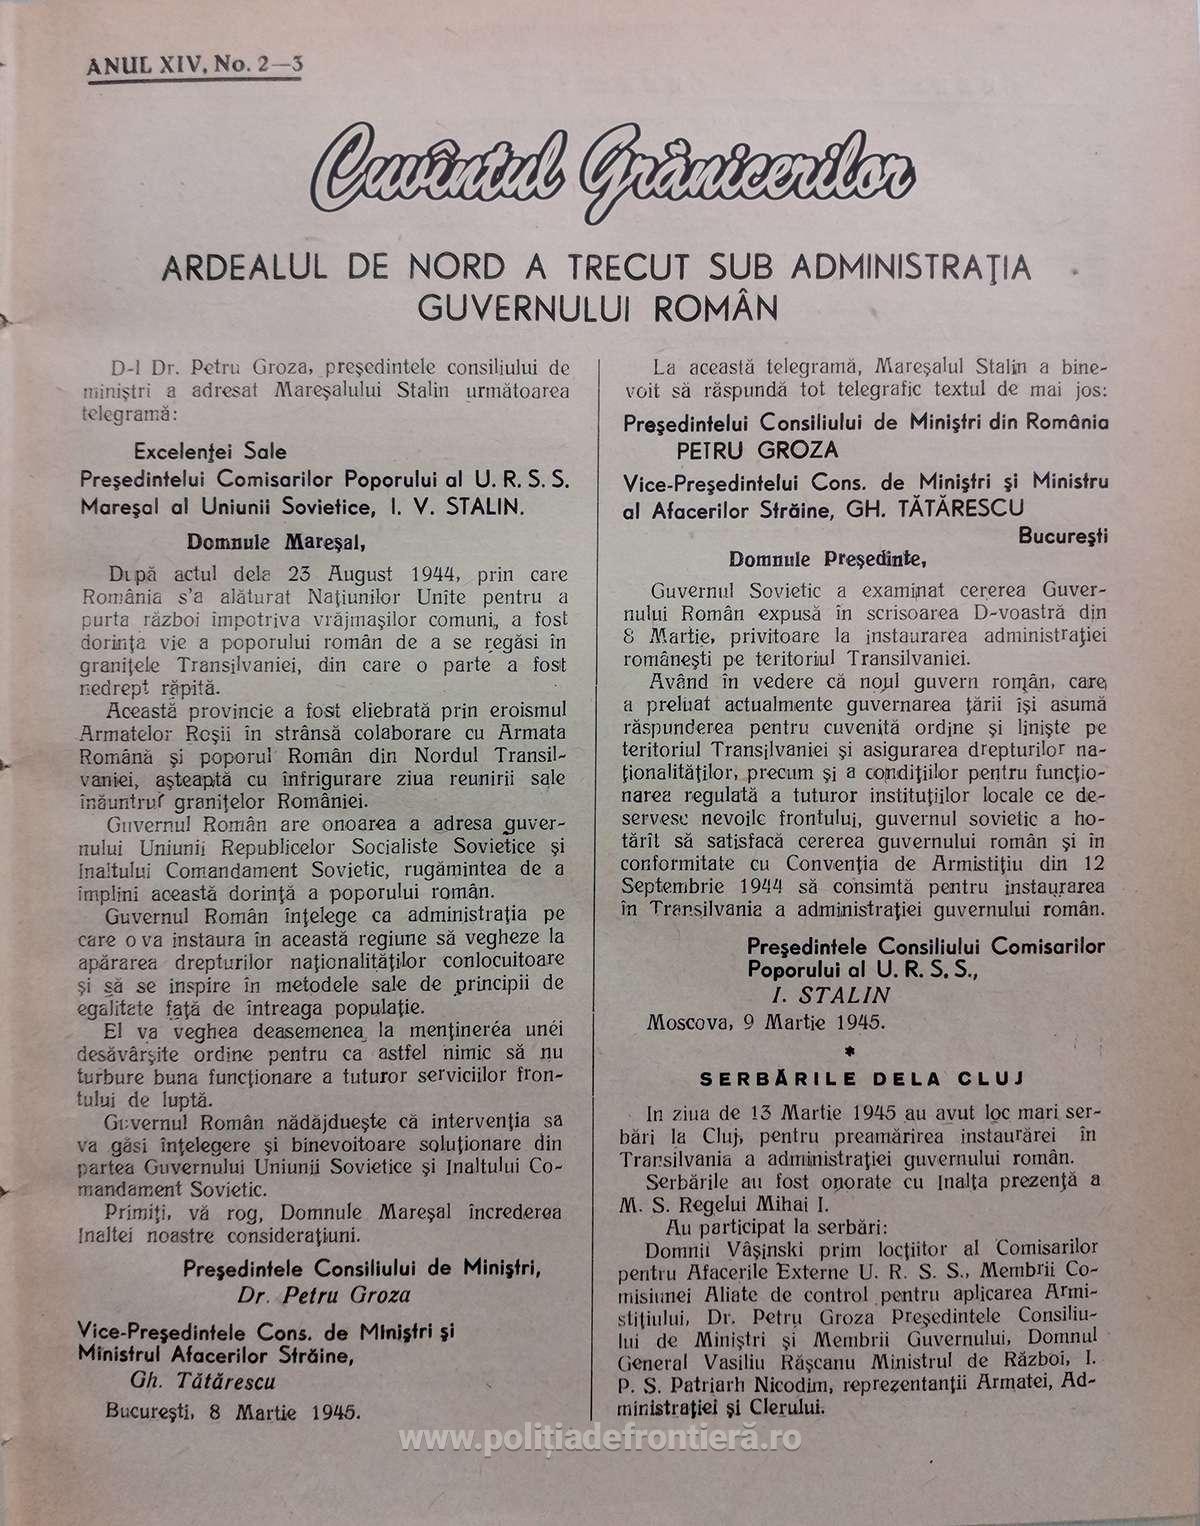 ANUL XIV, No. 2—3
Cuvîntul Grănicerilor
ARDEALUL DE NORD A TRECUT SUB ADMINISTRAŢIA
GUVERNULUI ROMÂN
D-l Dr. Petru Groza, preşedintele consiliului de
miniştri a adresat Mareşalului Stalin următoarea
telegramă:
Excelenţei Sale
Preşedintelui Comisarilor Poporului al U. R. S. S.
Mareşal al Uniunii Sovietice, I. V. STALIN.
Domnule Mareşal,
După actul dela 23 August 1944, prin care
România s'a alăturat Naţiunilor Unite pentru a
purta război împotriva vrăjmaşilor comuni, a fost
dorinţa vie a poporului român de a se regăsi în
graniţele Transilvaniei, din care o parte a fost
nedrept răpită.
Această provincie a fost eliebrată prin eroismul
Armatelor Roşii în strânsă colaborare cu Armata
Română şi poporul Român din Nordul Transil-
vaniei, aşteaptă cu înfrigurare ziua reunirii sale
înăuntruf graniţelor României.
Guvernul Român are onoarea a adresa guver-
nului Uniunii Republicelor Socialiste Sovietice şi
Inaltului Comandament Sovietic, rugămintea de a
împlini această dorinţă a poporului român.
Guvernul Român înţelege ca administraţia pe
care o va instaura în această regiune să vegheze la
apărarea drepturilor naţionalităţilor conlocuitoare
şi să se inspire în metodele sale de principii de
egalitate faţă de întreaga populaţie.
El va veghea deasemenea la menţinerea unei
desăvârşite ordine pentru ca astfel nimic să nu
turbure buna funcţionare a tuturor serviciilor fron-
tului de luptă.
Guvernul Român nădăjdueşte că intervenţia sa
va găsi înţelegere şi binevoitoare soluţionare din
partea Guvernului Uniunii Sovietice şi Inaltului Co-
mandament Sovietic.
Primiţi, vă rog, Domnule Mareşal încrederea
Inaltei noastre consideraţiuni.
Preşedintele Consiliului de Miniştri,
Dr. Petru Groza
Vice-Preşedintele Cons. de Miniştri şi
Ministrul Afacerilor Străine,
Gh. Tătărescu
Bucureşti, 8 Martie 1945.
La această telegramă, Mareşalul Stalin a bine-
voit să răspundă tot telegrafic textul de mai jos:
Preşedintelui Consiliului de Miniştri din România
PETRU GROZA
Vice-Preşedintelui Cons. de Miniştri şi Ministru
al Afacerilor Străine, GH. TĂTĂRESCU
Bucureşti
Domnule Preşedinte,
Guvernul Sovietic a examinat cererea Guver-
nului Român expusă în scrisoarea D-voastră din
8 Martie, privitoare la instaurarea administraţiei
româneşti pe teritoriul Transilvaniei.
Având în vedere că noul guvern român, care
a preluat actualmente guvernarea ţării îşi asumă
răspunderea pentru cuvenită ordine şi linişte pe
teritoriul Transilvaniei şi asigurarea drepturilor na-
ţionalităţilor, precum şi a condiţiilor pentru funcţio-
narea regulată a tuturor instituţiilor locale ce de-
servesc nevoile frontului, guvernul sovietic a ho-
tărît să satisfacă cererea guvernului român şi în
conformitate cu Convenţia de Armistiţiu din 12
Septembrie 1944 să consimtă pentru instaurarea
în Transilvania a administraţiei guvernului român.
Preşedintele Consiliului Comisarilor
Poporului al U. R. S. S.,
I. STALIN
Moscova, 9 Martie 1945.
*
SERBĂRILE DELA CLUJ
In ziua de 13 Martie 1945 au avut loc mari ser-
bări la Cluj, pentru preamărirea instaurărei în
Transilvania a administraţiei guvernului român.
Serbările au fost onorate cu Inalta prezenţă a
M. S. Regelui Mihai I.
Au participat la serbări:
Domnii Vâşinski prim locţiitor al Comisarilor
pentru Afacerile Externe U. R. S. S., Membrii Co-
misiunei Aliate de control pentru aplicarea Armi-
stiţiului, Dr. Petru Groza Preşedintele Consiliu-
lui de Miniştri şi Membrii Guvernului, Domnul
General Vasiliu Răşcanu Ministrul de Război, I.
P. S. Patriarh Nicodim, reprezentanţii Armatei, Ad-
ministraţiei şi Clerului.
www.poliţiadefrontieră.ro